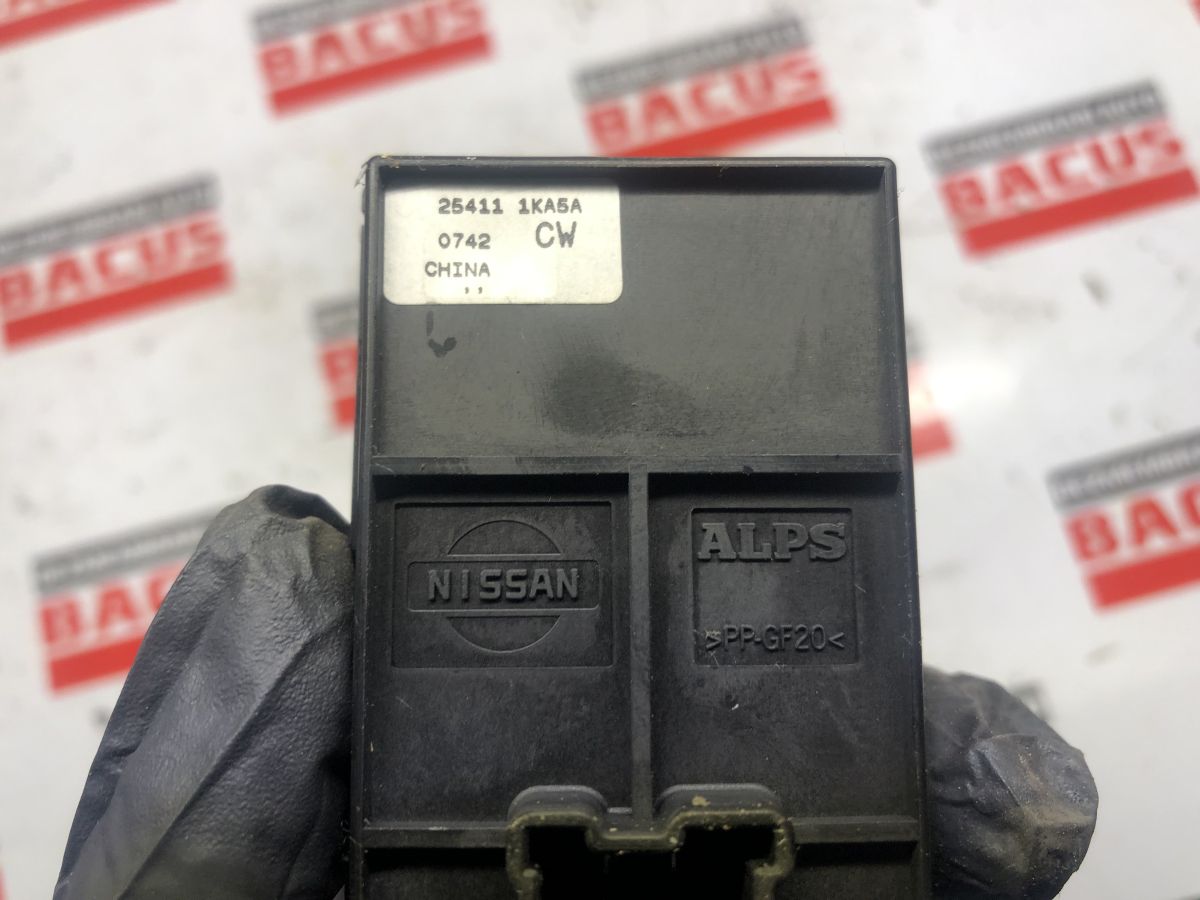 BACUS
BACUS
BACUS
BACUS
BACUS
BACUS
25411 1KA5A
0742 CW
CHINA
NISSAN
ALPS
>PP-GF20<